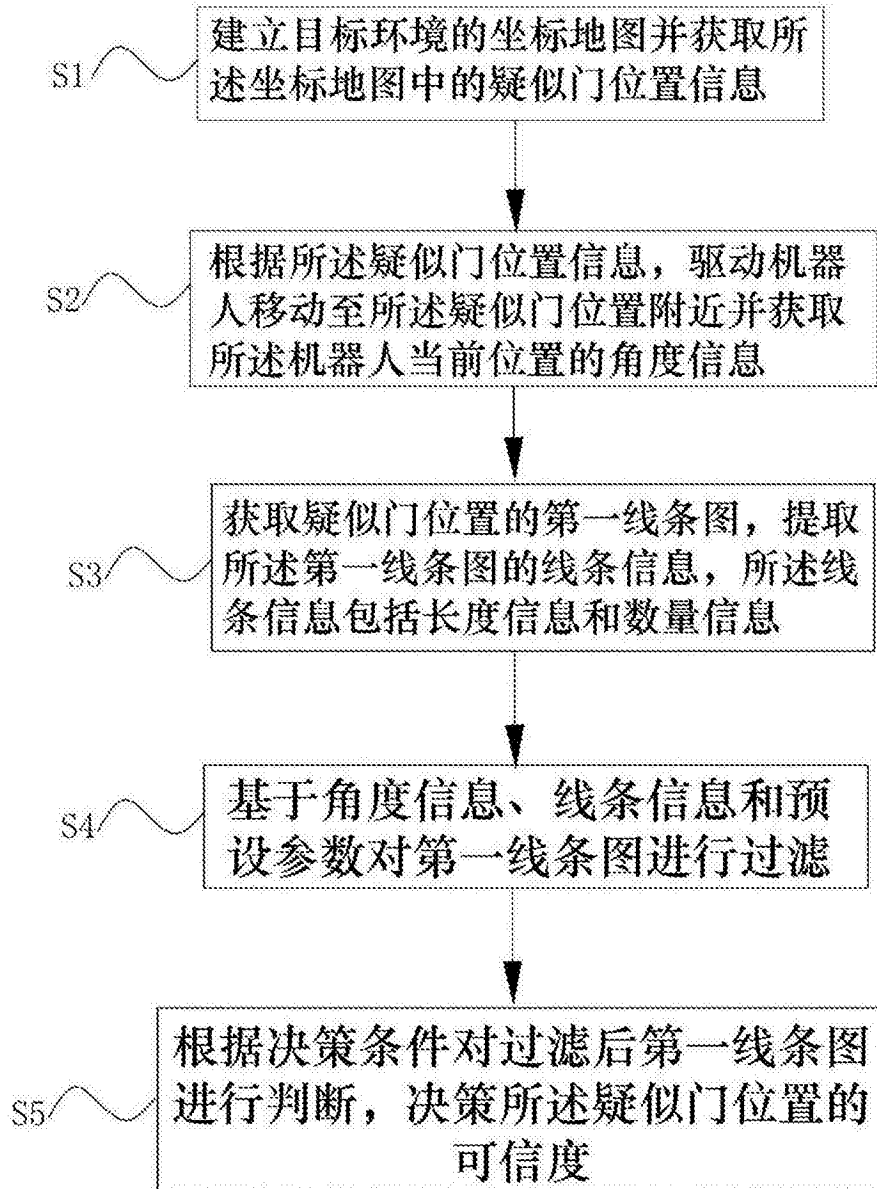 S1
建立目标环境的坐标地图并获取所
述坐标地图中的疑似门位置信息
S2
根据所述疑似门位置信息，驱动机器
人移动至所述疑似门位置附近并获取
所述机器人当前位置的角度信息
S3
获取疑似门位置的第一线条图，提取
所述第一线条图的线条信息，所述线
条信息包括长度信息和数量信息
S4
基于角度信息、线条信息和预
设参数对第一线条图进行过滤
S5
根据决策条件对过滤后第一线条图
进行判断，决策所述疑似门位置的
可信度